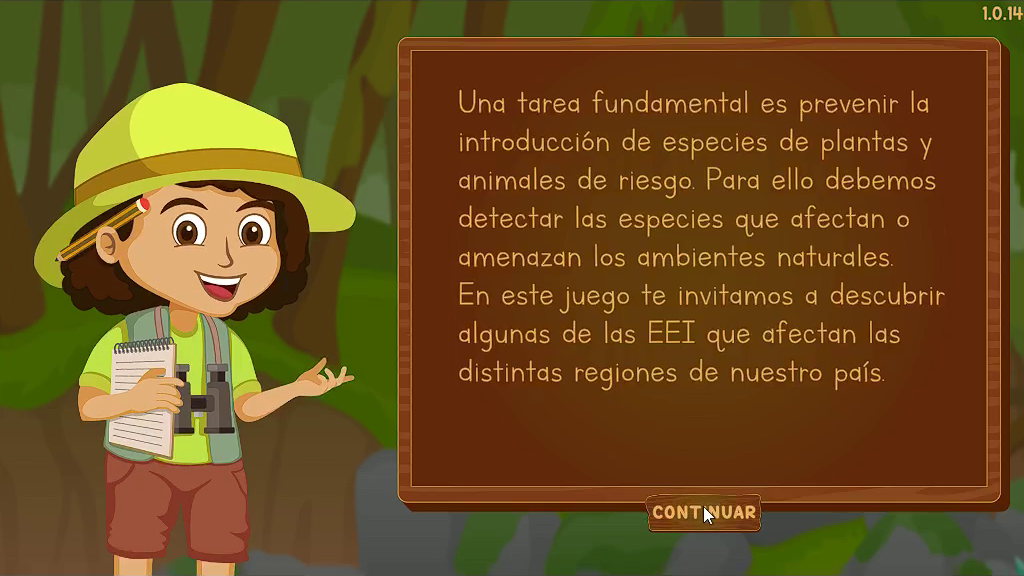 1.0.14
Una tarea fundamental es prevenir la
introducción de especies de plantas y
animales de riesgo. Para ello debemos
detectar las especies que afectan o
amenazan los ambientes naturales.
En este juego te invitamos a descubrir
algunas de las EEI que afectan las
distintas regiones de nuestro país.
CONTINUAR